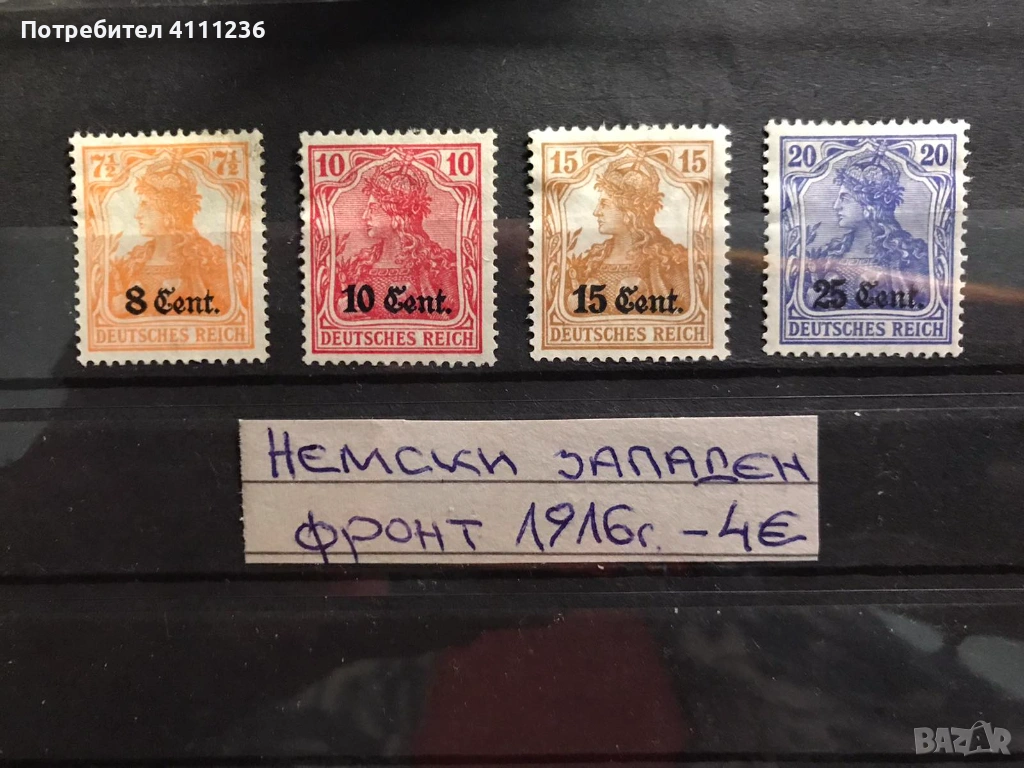 Потребител 4111236
7½ 7½
8 Cent.
DEUTSCHES REICH
10 10
10 Cent.
DEUTSCHES REICH
15 15
15 Cent.
DEUTSCHES REICH
20 20
25 Cent.
DEUTSCHES REICH
НЕМСКИ ЗАПАДЕН
ФРОНТ 1916г. - 4€
BAZAR